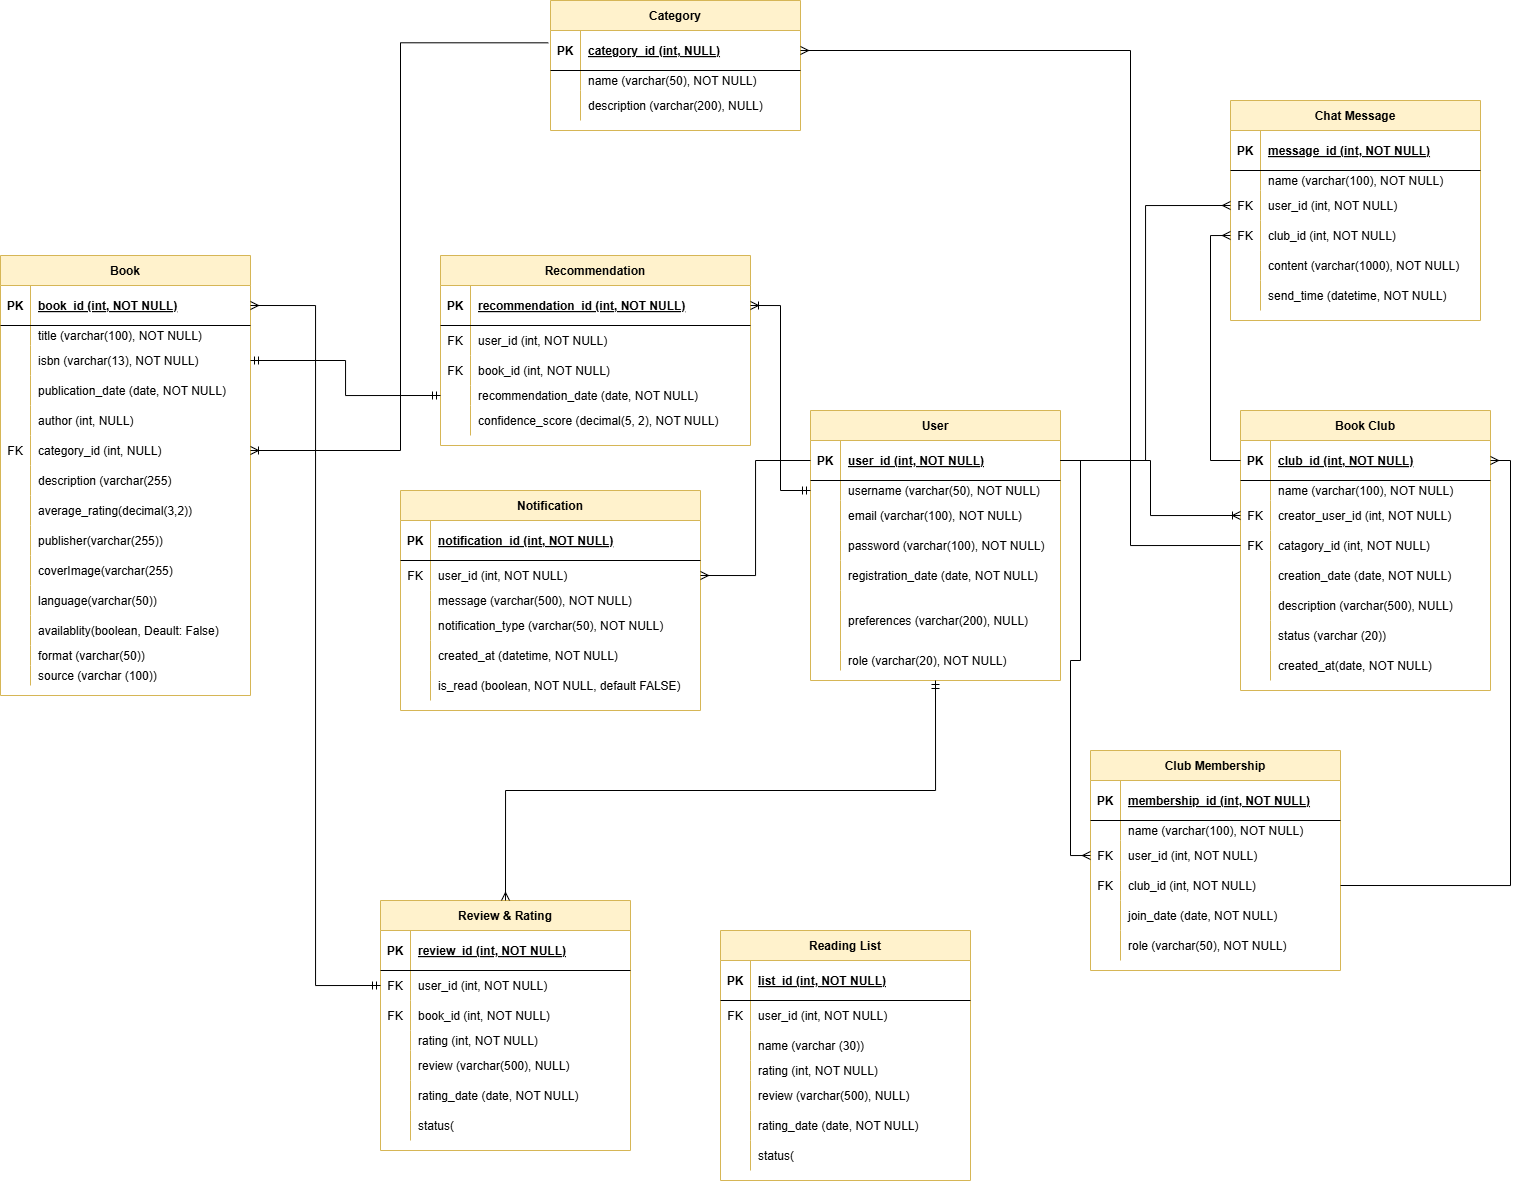 Category
PK category_id (int, NULL)
name (varchar(50), NOT NULL)
description (varchar(200), NULL)
Chat Message
PK message_id (int, NOT NULL)
name (varchar(100), NOT NULL)
FK user_id (int, NOT NULL)
FK club_id (int, NOT NULL)
content (varchar(1000), NOT NULL)
send_time (datetime, NOT NULL)
Book
PK book_id (int, NOT NULL)
title (varchar(100), NOT NULL)
isbn (varchar(13), NOT NULL)
publication_date (date, NOT NULL)
author (int, NULL)
FK category_id (int, NULL)
description (varchar(255)
average_rating(decimal(3,2))
publisher(varchar(255))
coverImage(varchar(255)
language(varchar(50))
availablity(boolean, Deault: False)
format (varchar(50))
source (varchar (100))
Recommendation
PK recommendation_id (int, NOT NULL)
FK user_id (int, NOT NULL)
FK book_id (int, NOT NULL)
recommendation_date (date, NOT NULL)
confidence_score (decimal(5, 2), NOT NULL)
User
PK user_id (int, NOT NULL)
username (varchar(50), NOT NULL)
email (varchar(100), NOT NULL)
password (varchar(100), NOT NULL)
registration_date (date, NOT NULL)
preferences (varchar(200), NULL)
role (varchar(20), NOT NULL)
Book Club
PK club_id (int, NOT NULL)
name (varchar(100), NOT NULL)
FK creator_user_id (int, NOT NULL)
FK catagory_id (int, NOT NULL)
creation_date (date, NOT NULL)
description (varchar(500), NULL)
status (varchar (20))
created_at(date, NOT NULL)
Notification
PK notification_id (int, NOT NULL)
FK user_id (int, NOT NULL)
message (varchar(500), NOT NULL)
notification_type (varchar(50), NOT NULL)
created_at (datetime, NOT NULL)
is_read (boolean, NOT NULL, default FALSE)
Club Membership
PK membership_id (int, NOT NULL)
name (varchar(100), NOT NULL)
FK user_id (int, NOT NULL)
FK club_id (int, NOT NULL)
join_date (date, NOT NULL)
role (varchar(50), NOT NULL)
Review & Rating
PK review_id (int, NOT NULL)
FK user_id (int, NOT NULL)
FK book_id (int, NOT NULL)
rating (int, NOT NULL)
review (varchar(500), NULL)
rating_date (date, NOT NULL)
status(
Reading List
PK list_id (int, NOT NULL)
FK user_id (int, NOT NULL)
name (varchar (30))
rating (int, NOT NULL)
review (varchar(500), NULL)
rating_date (date, NOT NULL)
status(